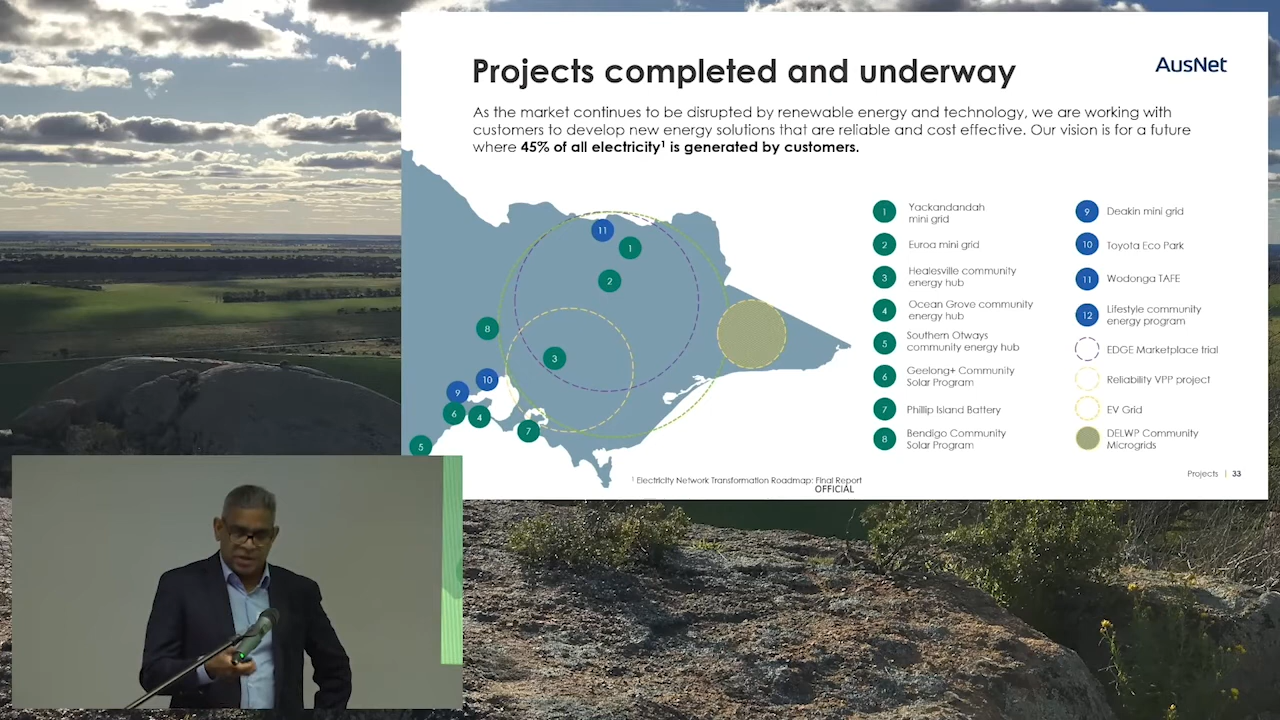 Projects completed and underway
AusNet
As the market continues to be disrupted by renewable energy and technology, we are working with
customers to develop new energy solutions that are reliable and cost effective. Our vision is for a future
where 45% of all electricity¹ is generated by customers.
11
1
2
8
3
10
9
6
4
7
5
1 Yackandandah
mini grid
2 Euroa mini grid
3 Healesville community
energy hub
4 Ocean Grove community
energy hub
5 Southern Otways
community energy hub
6 Geelong+ Community
Solar Program
7 Phillip Island Battery
8 Bendigo Community
Solar Program
9 Deakin mini grid
10 Toyota Eco Park
11 Wodonga TAFE
12 Lifestyle community
energy program
EDGE Marketplace trial
Reliability VPP project
EV Grid
DELWP Community
Microgrids
¹ Electricity Network Transformation Roadmap: Final Report
OFFICIAL
Projects | 33